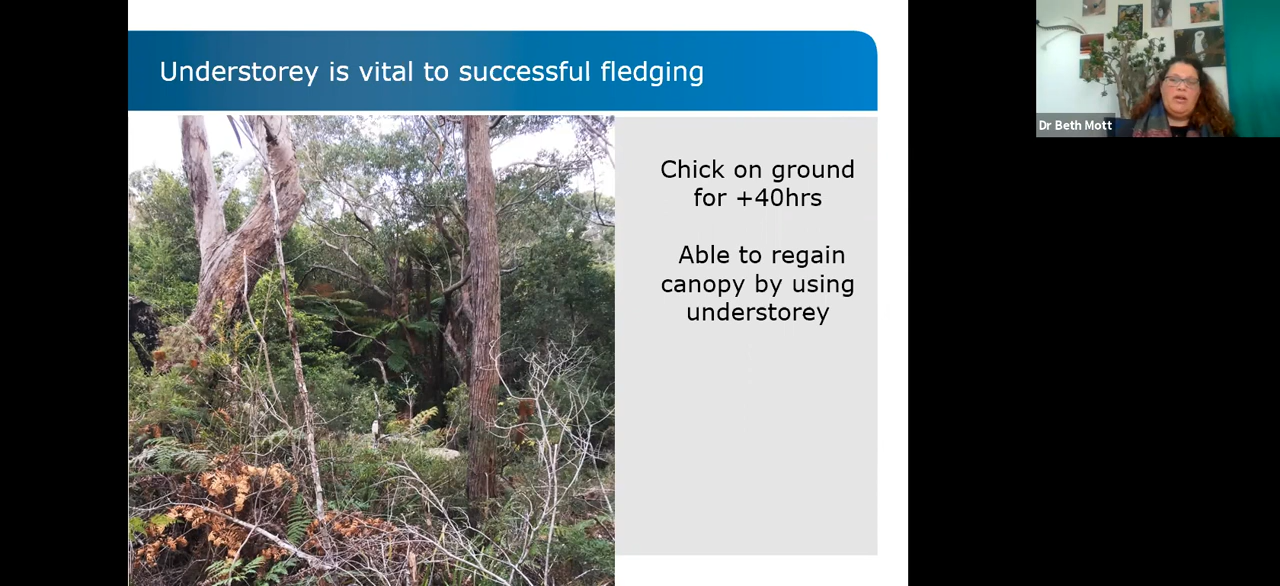 Understorey is vital to successful fledging
Chick on ground
for +40hrs
Able to regain
canopy by using
understorey
Dr Beth Mott